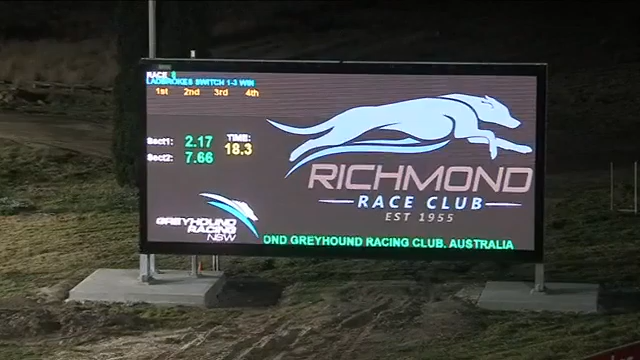 RACE 8
LADBROKES SWITCH 1-3 WIN
1st 2nd 3rd 4th
Sect1: 2.17
Sect2: 7.66
TIME:
18.3
RICHMOND
RACE CLUB
EST 1955
GREYHOUND
RACING
NSW
OND GREYHOUND RACING CLUB. AUSTRALIA